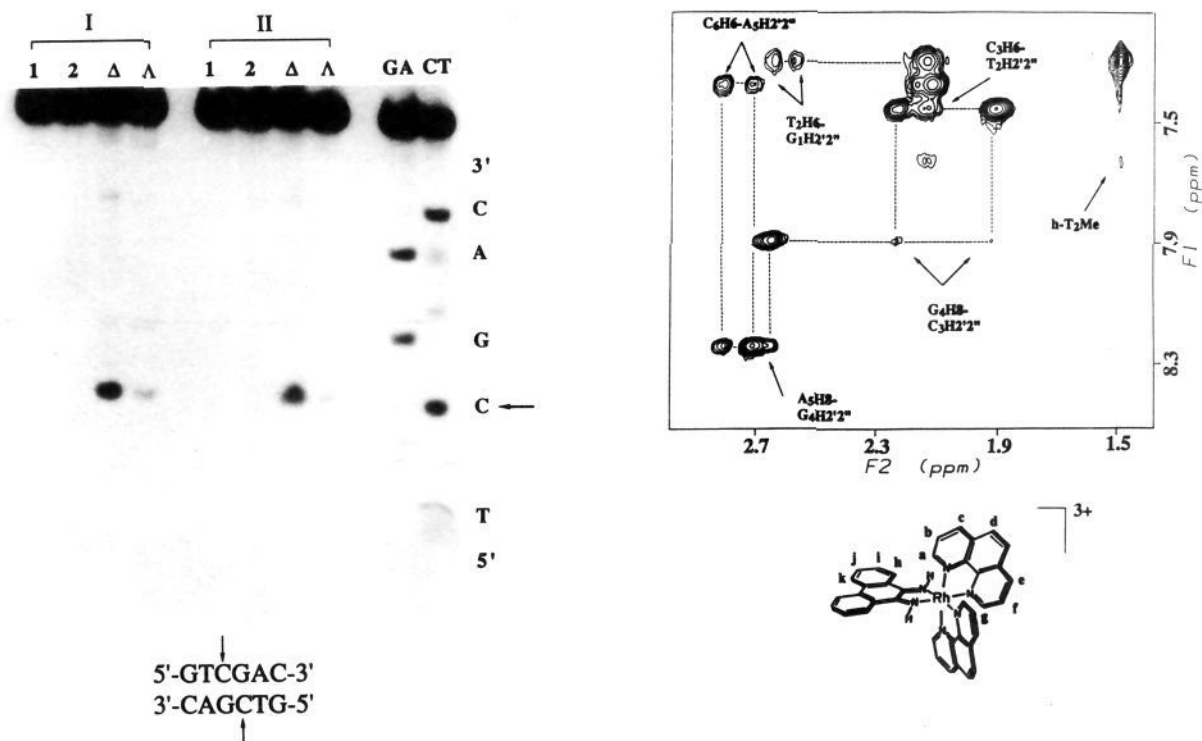 I II
1 2 Δ Λ 1 2 Δ Λ GA CT
3'
C
A
G
C
T
5'
5'-GTCGAC-3'
3'-CAGCTG-5'
C₆H6-A₅H2'2"
C₃H6-
T₂H2'2"
T₂H6-
G₁H2'2"
h-T₂Me
G₄H8-
C₃H2'2"
A₅H8-
G₄H2'2"
7.5
7.9
8.3
F1 (ppm)
2.7 2.3 1.9 1.5
F2 (ppm)
3+
c d
b
a
j i h
k
e
f
g
H
N
N
H
Rh
N
N
N
N